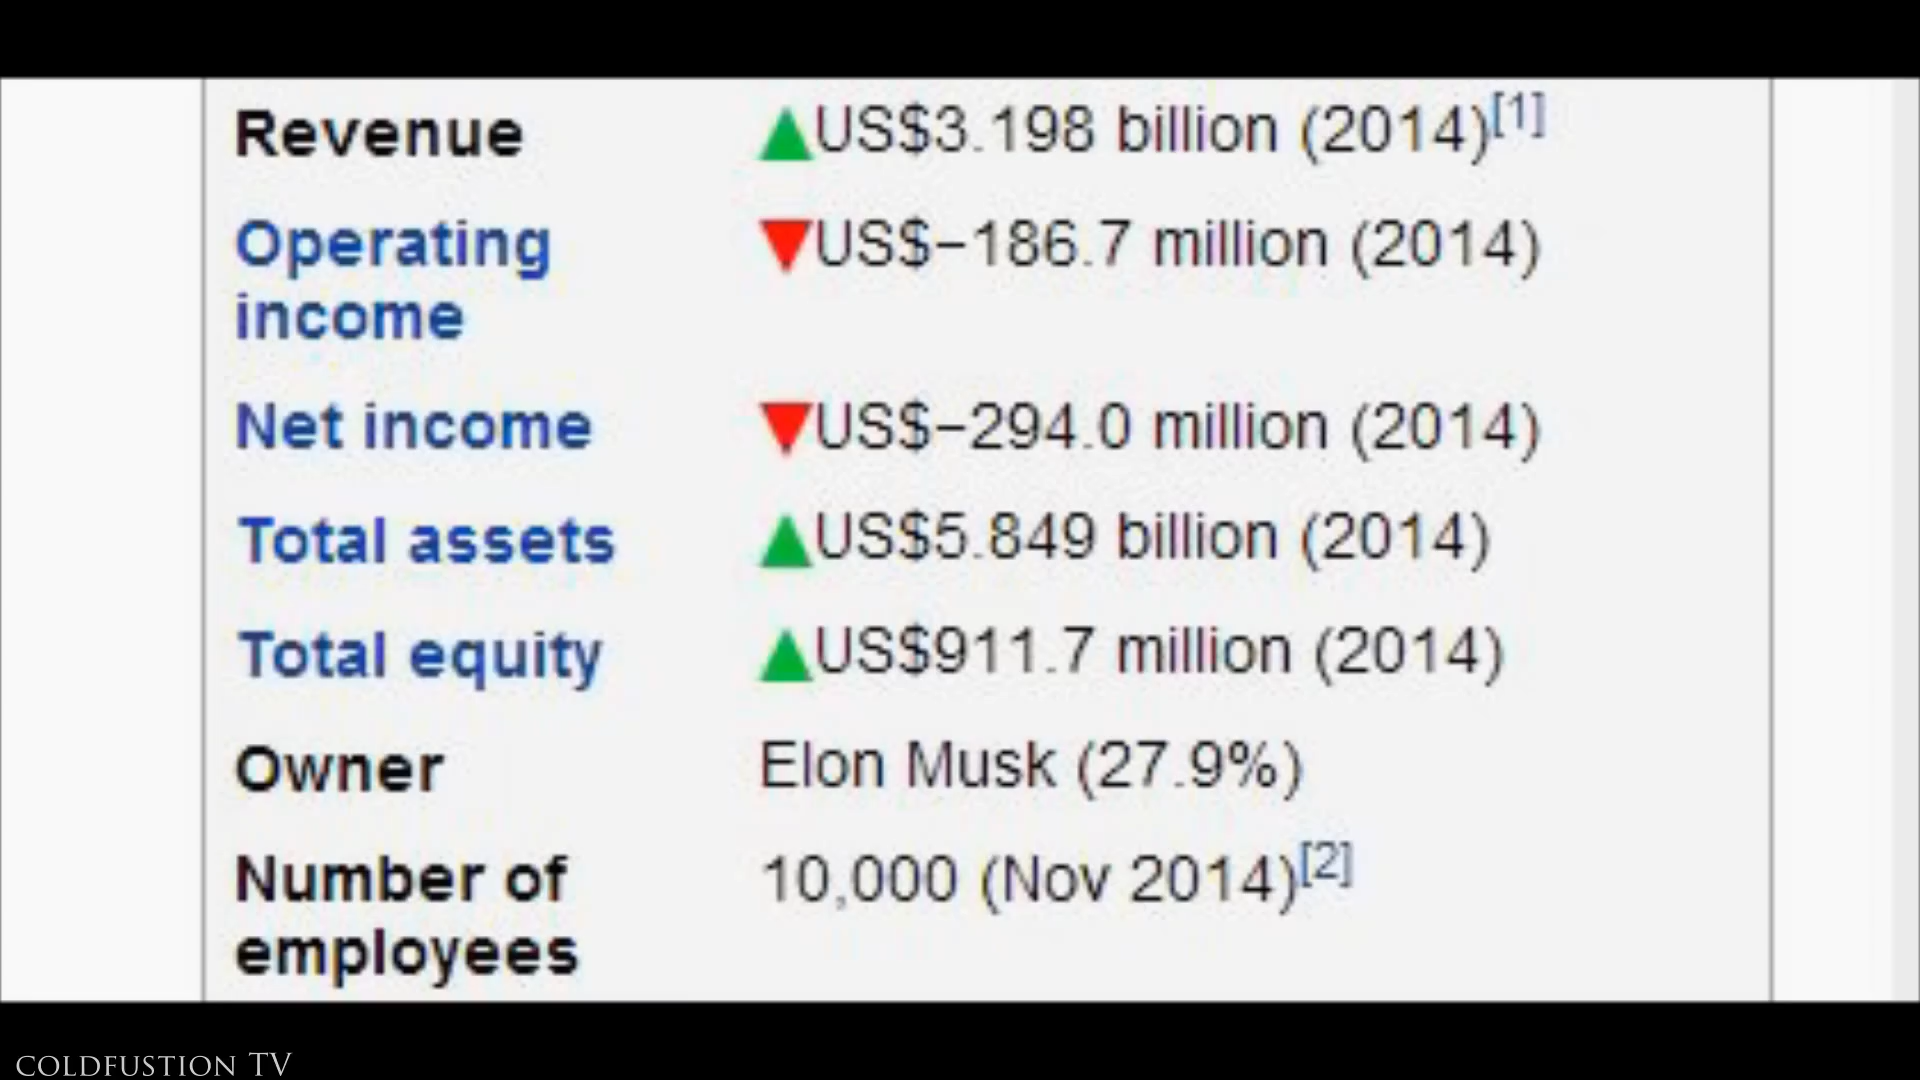 Revenue ▲US$3.198 billion (2014)[1]
Operating ▼US$−186.7 million (2014)
income
Net income ▼US$−294.0 million (2014)
Total assets ▲US$5.849 billion (2014)
Total equity ▲US$911.7 million (2014)
Owner Elon Musk (27.9%)
Number of 10,000 (Nov 2014)[2]
employees
COLDFUSTION TV